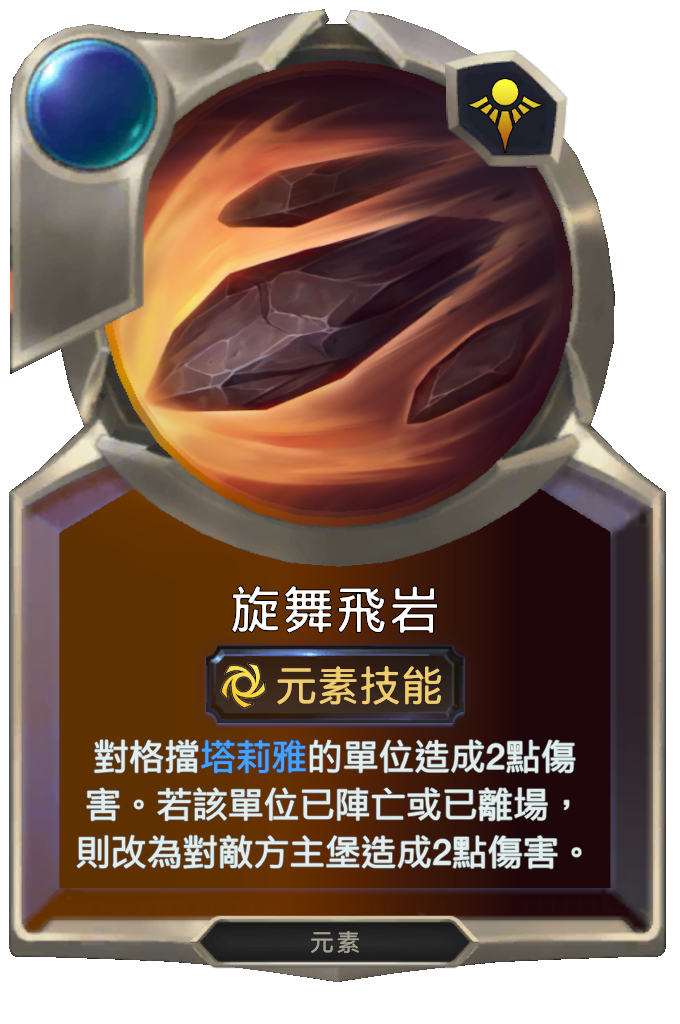 旋舞飛岩
元素技能
對格擋塔莉雅的單位造成2點傷
害。若該單位已陣亡或已離場，
則改為對敵方主堡造成2點傷害。
元素